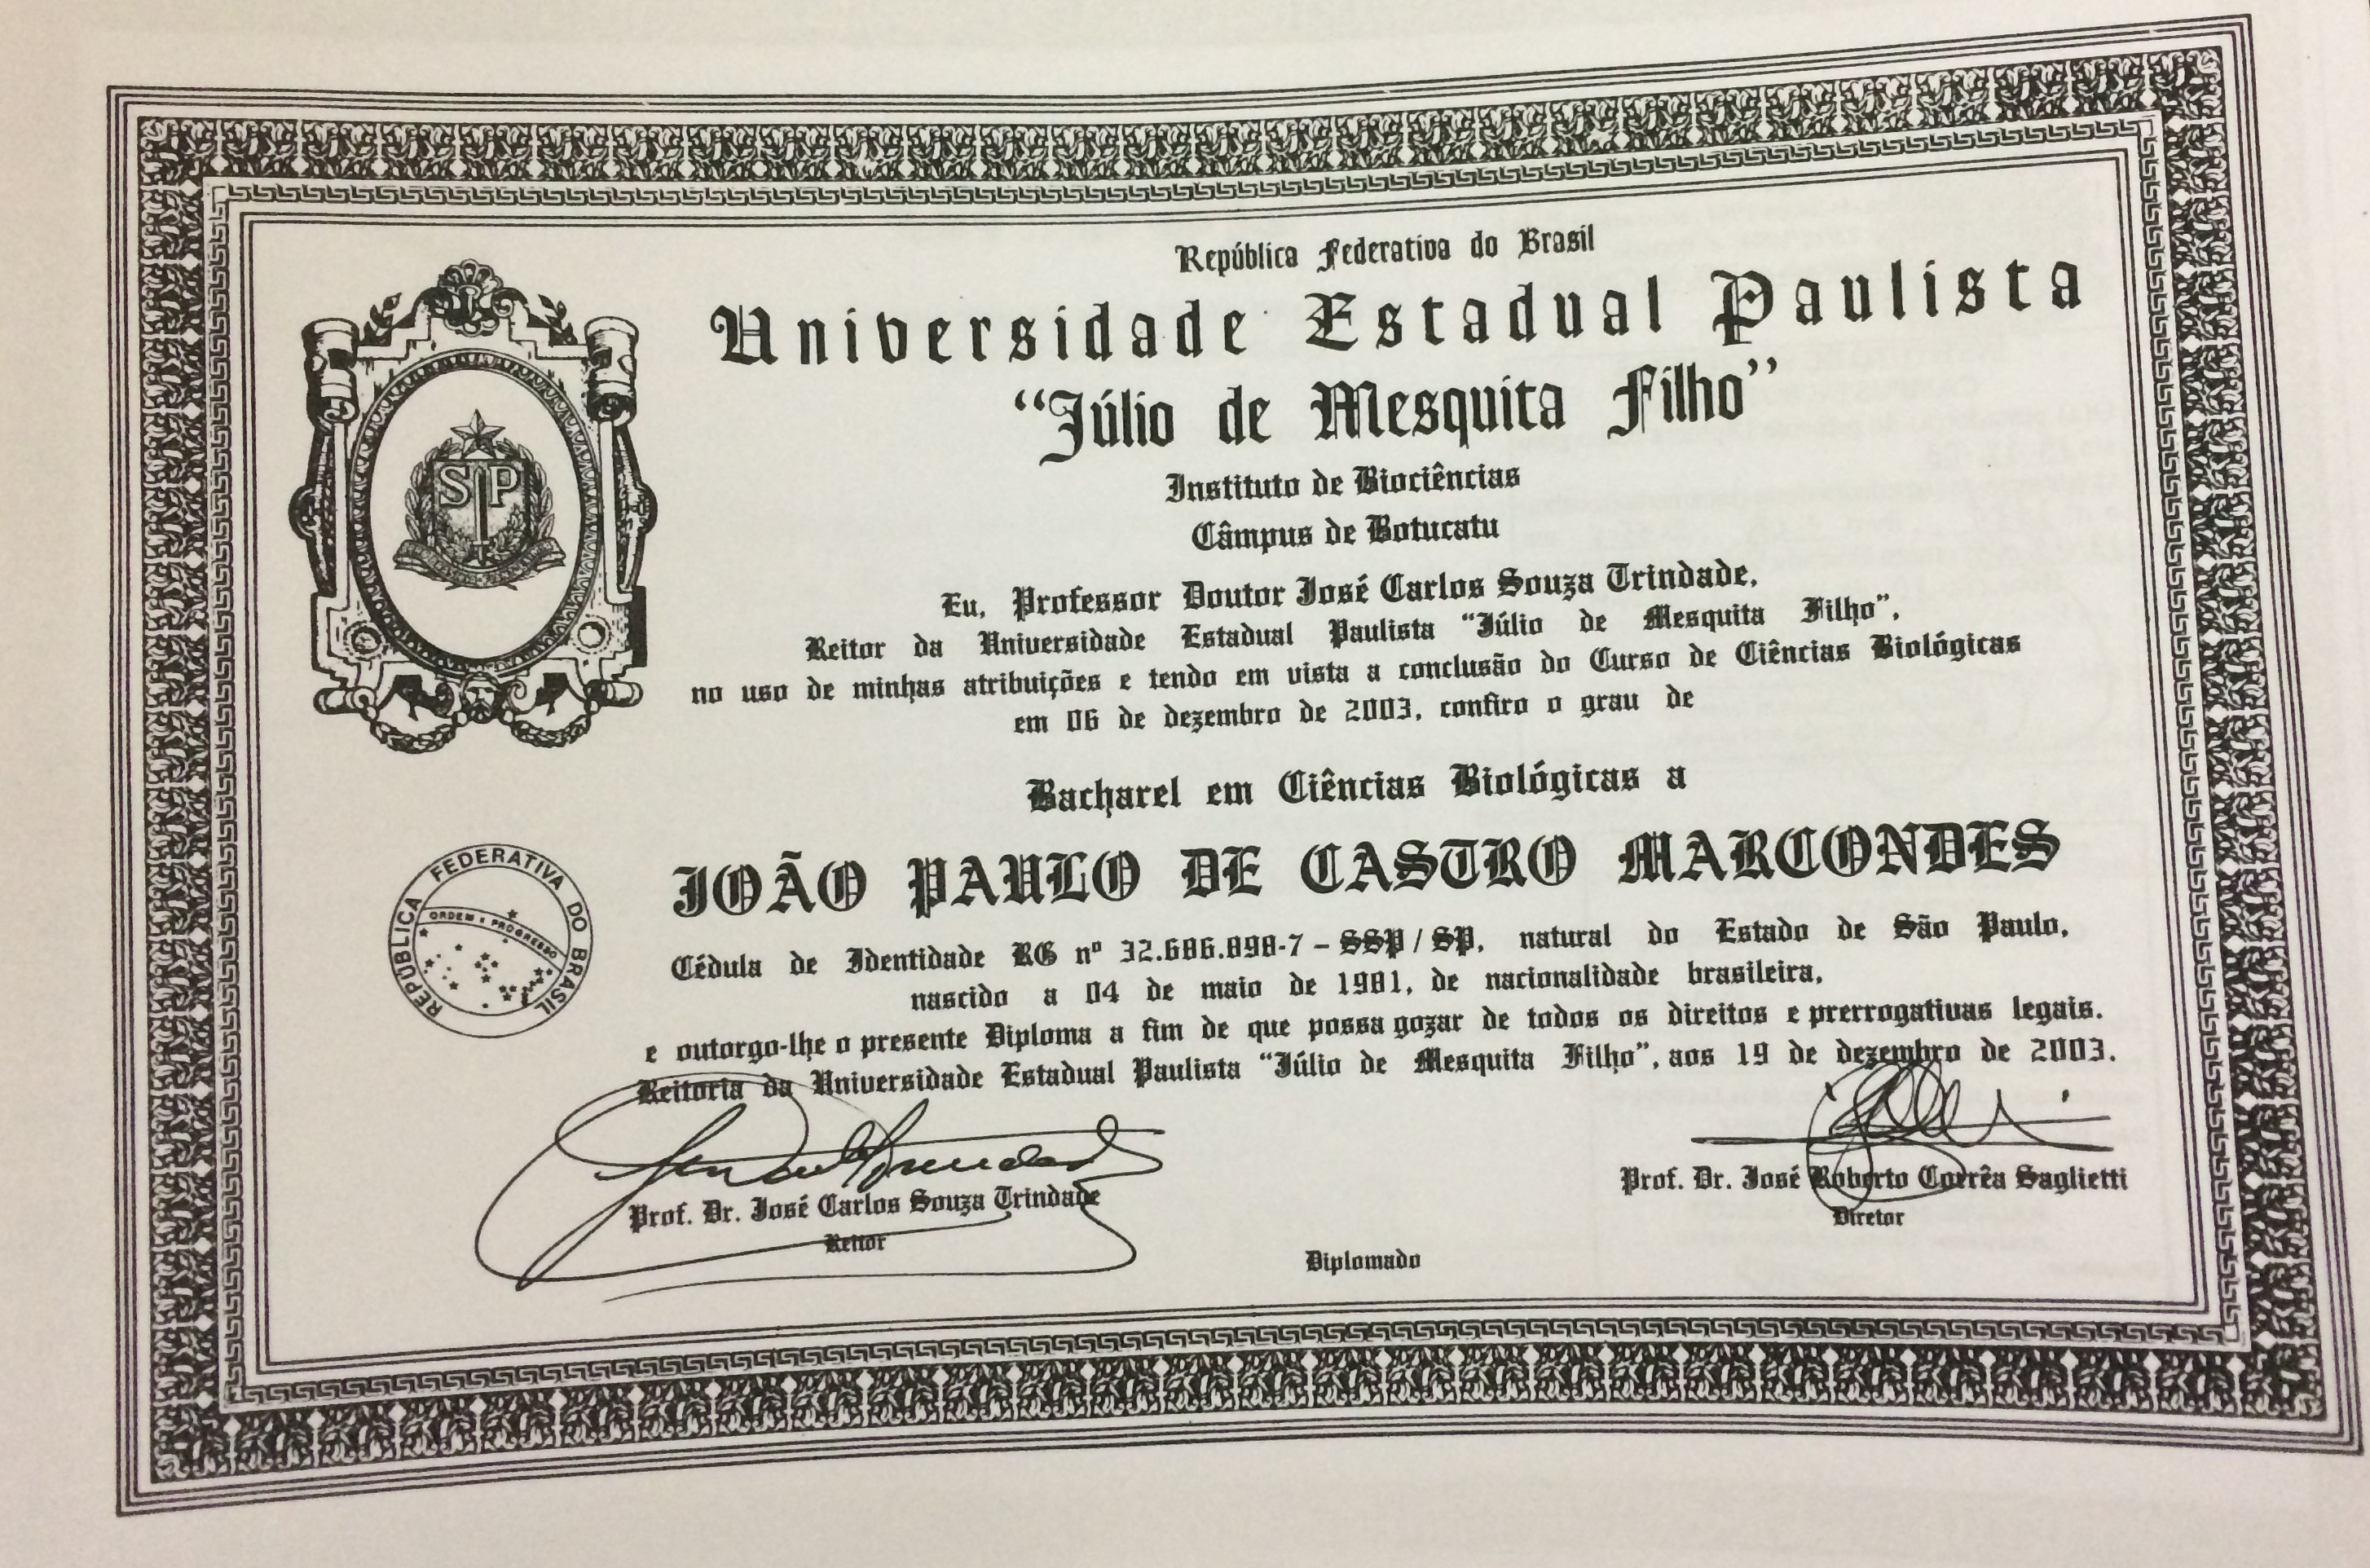 República Federativa do Brasil
Universidade Estadual Paulista
“Júlio de Mesquita Filho”
Instituto de Biociências
Câmpus de Botucatu
Eu, Professor Doutor José Carlos Souza Trindade,
Reitor da Universidade Estadual Paulista “Júlio de Mesquita Filho”,
no uso de minhas atribuições e tendo em vista a conclusão do Curso de Ciências Biológicas
em 06 de dezembro de 2003, confiro o grau de
Bacharel em Ciências Biológicas a
JOÃO PAULO DE CASTRO MARCONDES
Cédula de Identidade RG nº 32.686.898-7 – SSP / SP, natural do Estado de São Paulo,
nascido a 04 de maio de 1981, de nacionalidade brasileira,
e outorgo-lhe o presente Diploma a fim de que possa gozar de todos os direitos e prerrogativas legais.
Reitoria da Universidade Estadual Paulista “Júlio de Mesquita Filho”, aos 19 de dezembro de 2003.
Prof. Dr. José Carlos Souza Trindade
Reitor
Prof. Dr. José Roberto Corrêa Saglietti
Diretor
Diplomado
SP
REPÚBLICA FEDERATIVA DO BRASIL
ORDEM E PROGRESSO